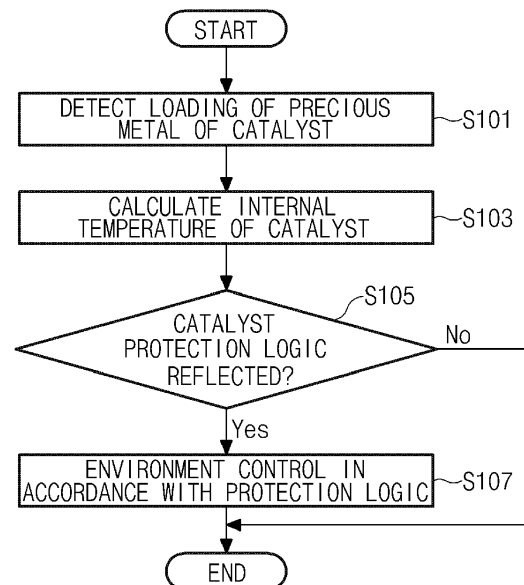 START
DETECT LOADING OF PRECIOUS
METAL OF CATALYST
S101
CALCULATE INTERNAL
TEMPERATURE OF CATALYST
S103
S105
CATALYST
PROTECTION LOGIC
REFLECTED?
No
Yes
ENVIRONMENT CONTROL IN
ACCORDANCE WITH PROTECTION LOGIC
S107
END